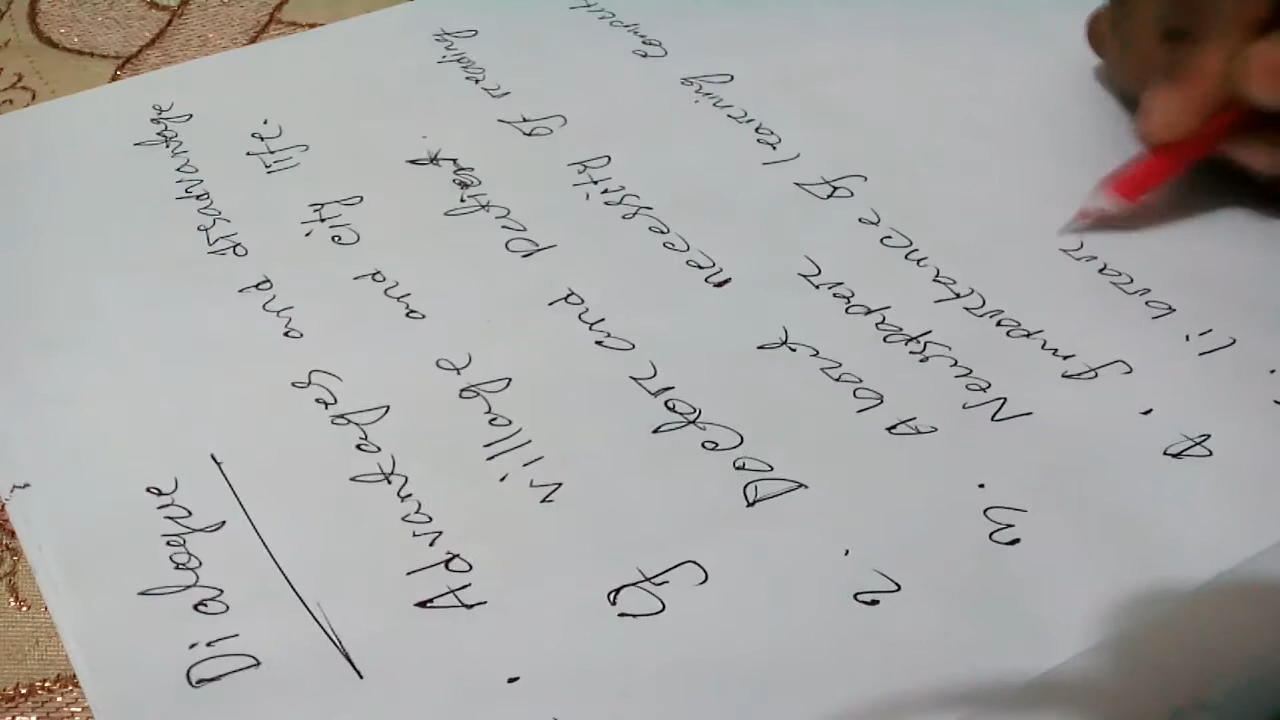 Dialogue
Advantages and disadvantage
of village and city life.
2. Doctor and patient.
3. About necessity of reading
Newspaper
4. Importance of learning comput